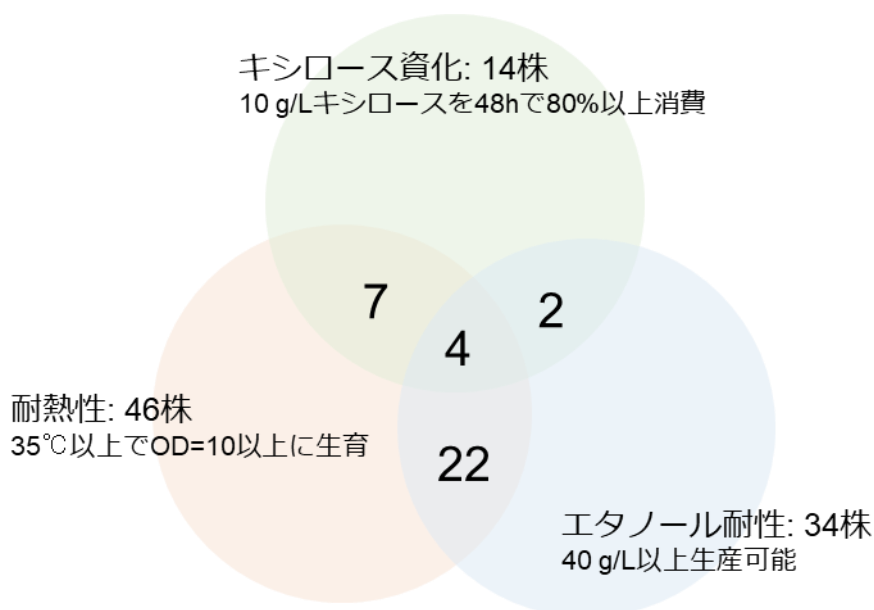 キシロース資化: 14株
10 g/Lキシロースを48hで80%以上消費
7
2
4
耐熱性: 46株
35℃以上でOD=10以上に生育
22
エタノール耐性: 34株
40 g/L以上生産可能